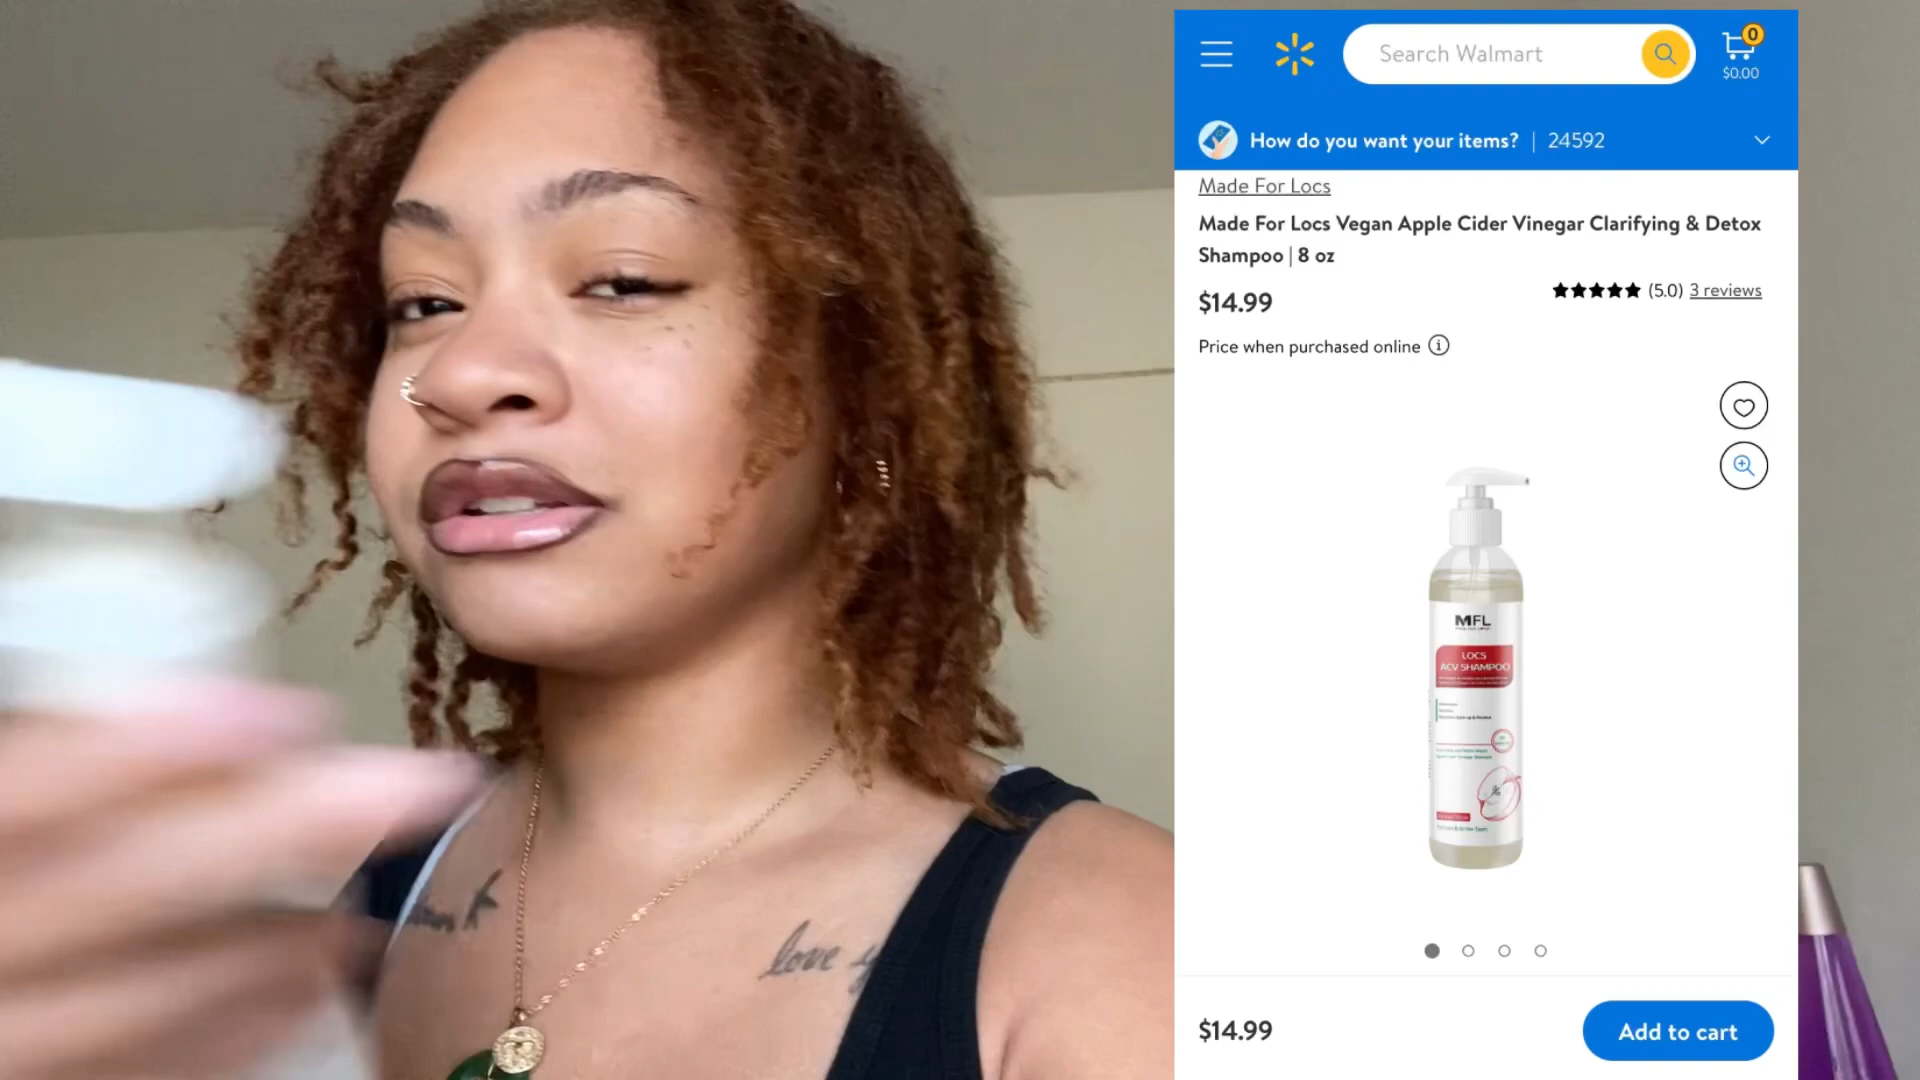 Search Walmart
0
$0.00
How do you want your items? | 24592
Made For Locs
Made For Locs Vegan Apple Cider Vinegar Clarifying & Detox
Shampoo | 8 oz
(5.0) 3 reviews
$14.99
Price when purchased online
MFL
LOCS
ACV SHAMPOO
love
$14.99
Add to cart